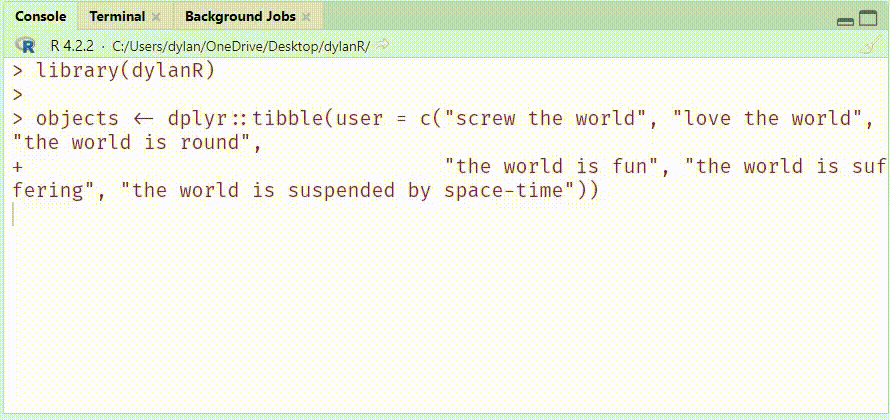 Console Terminal Background Jobs
R 4.2.2 · C:/Users/dylan/OneDrive/Desktop/dylanR/
> library(dylanR)
>
> objects <- dplyr::tibble(user = c("screw the world", "love the world",
"the world is round",
+                                    "the world is fun", "the world is suf
fering", "the world is suspended by space-time"))